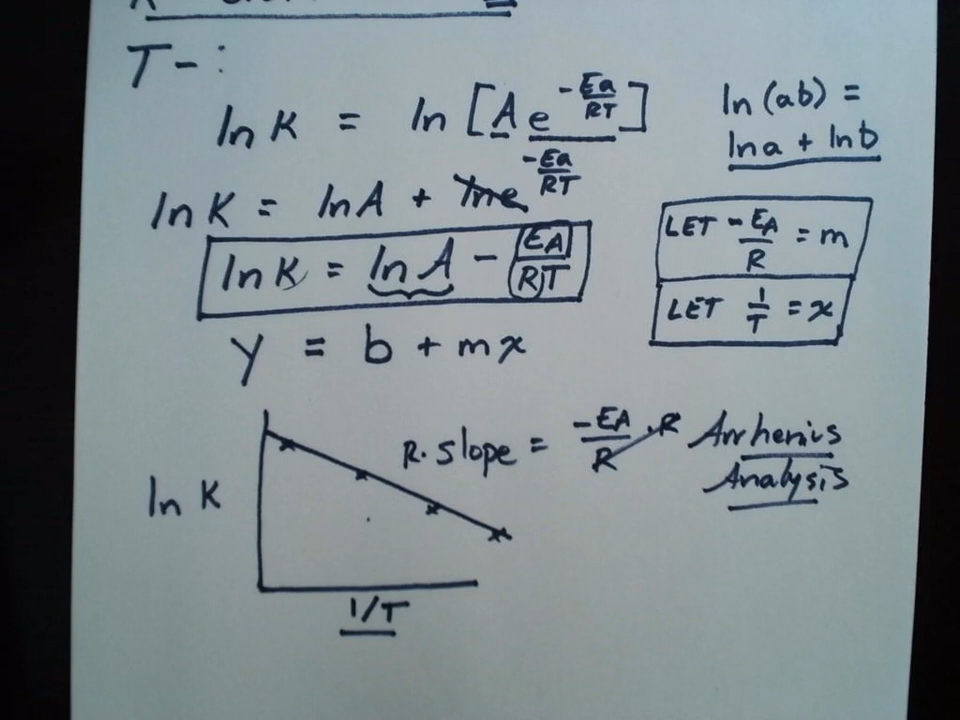 T - :
ln K = ln [A e^(-Ea/RT)]
ln (ab) =
ln a + ln b
ln K = ln A + ln e^(-Ea/RT)
LET -EA/R = m
ln K = ln A - EA/RT
LET 1/T = x
y = b + mx
R. slope = -EA/R . R
Arrhenius
Analysis
ln K
1/T